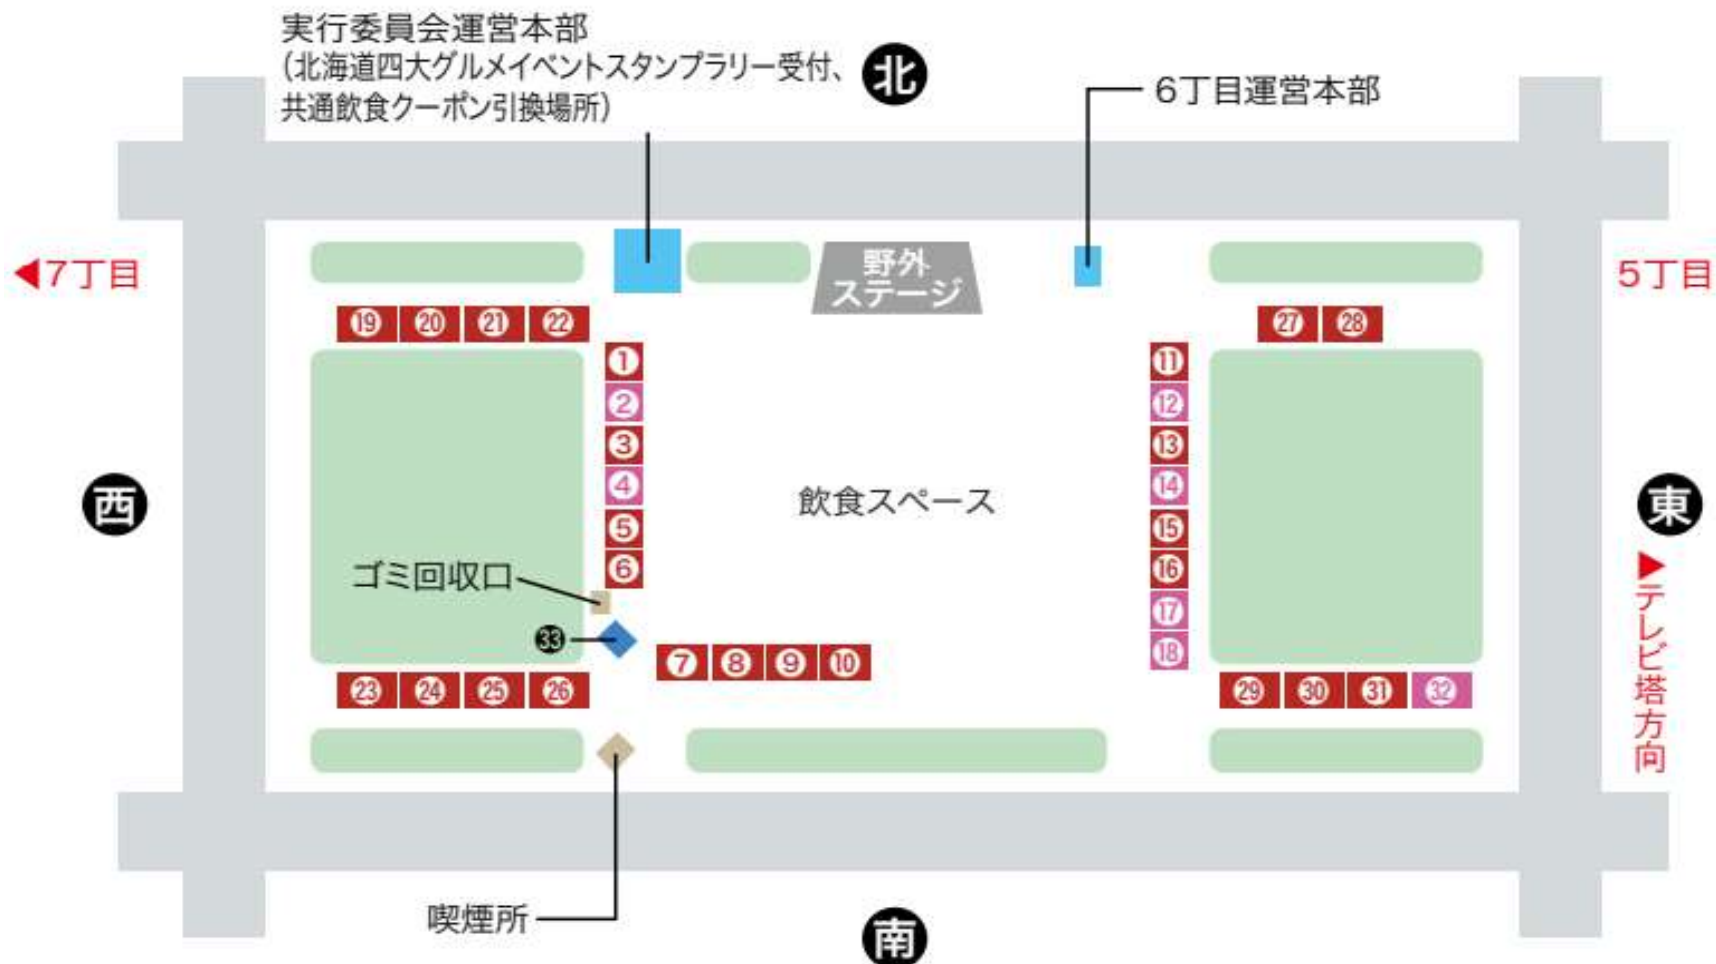 実行委員会運営本部
(北海道四大グルメイベントスタンプラリー受付、
共通飲食クーポン引換場所)
北
6丁目運営本部
◀7丁目
野外
ステージ
5丁目
⑲ ⑳ ㉑ ㉒
㉗ ㉘
①
②
③
④
⑤
⑥
⑪
⑫
⑬
⑭
⑮
⑯
⑰
⑱
西
飲食スペース
東
▶テレビ塔方向
ゴミ回収口
㉝
⑦ ⑧ ⑨ ⑩
㉓ ㉔ ㉕ ㉖
㉙ ㉚ ㉛ ㉜
喫煙所
南